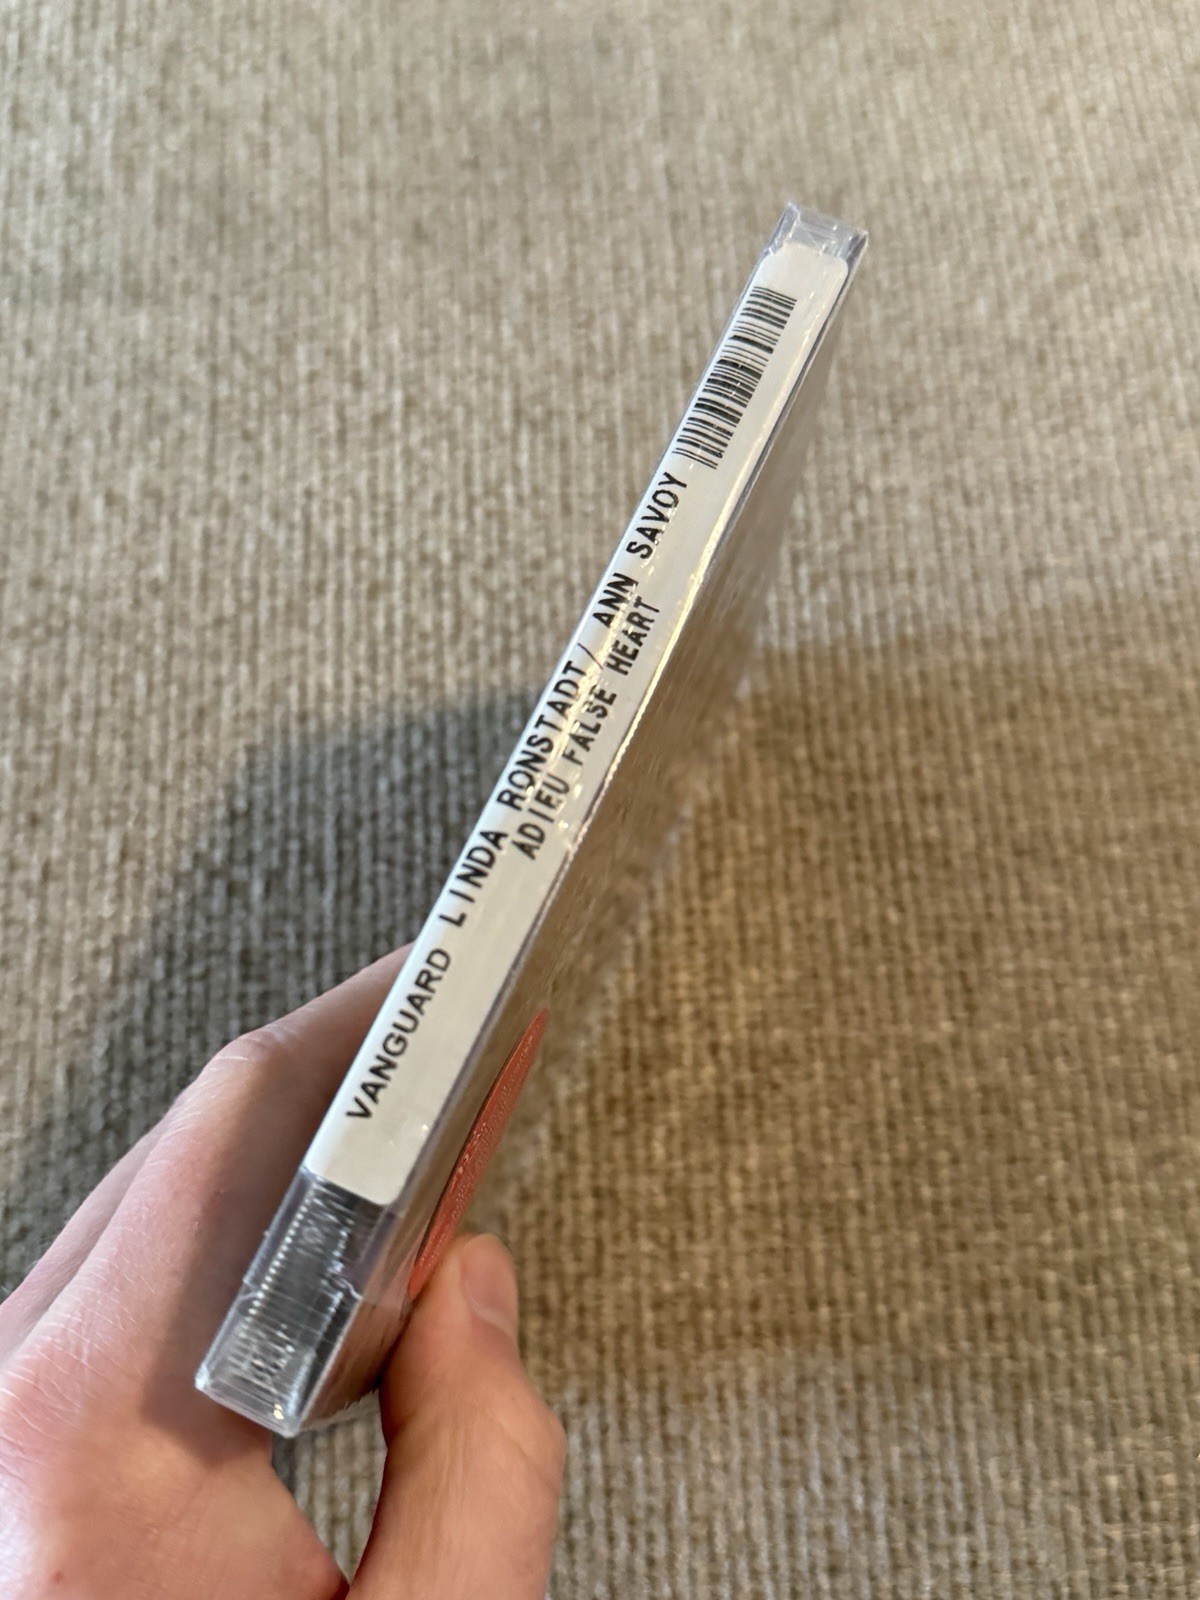 VANGUARD LINDA RONSTADT/ ANN SAVOY
ADIEU FALSE HEART